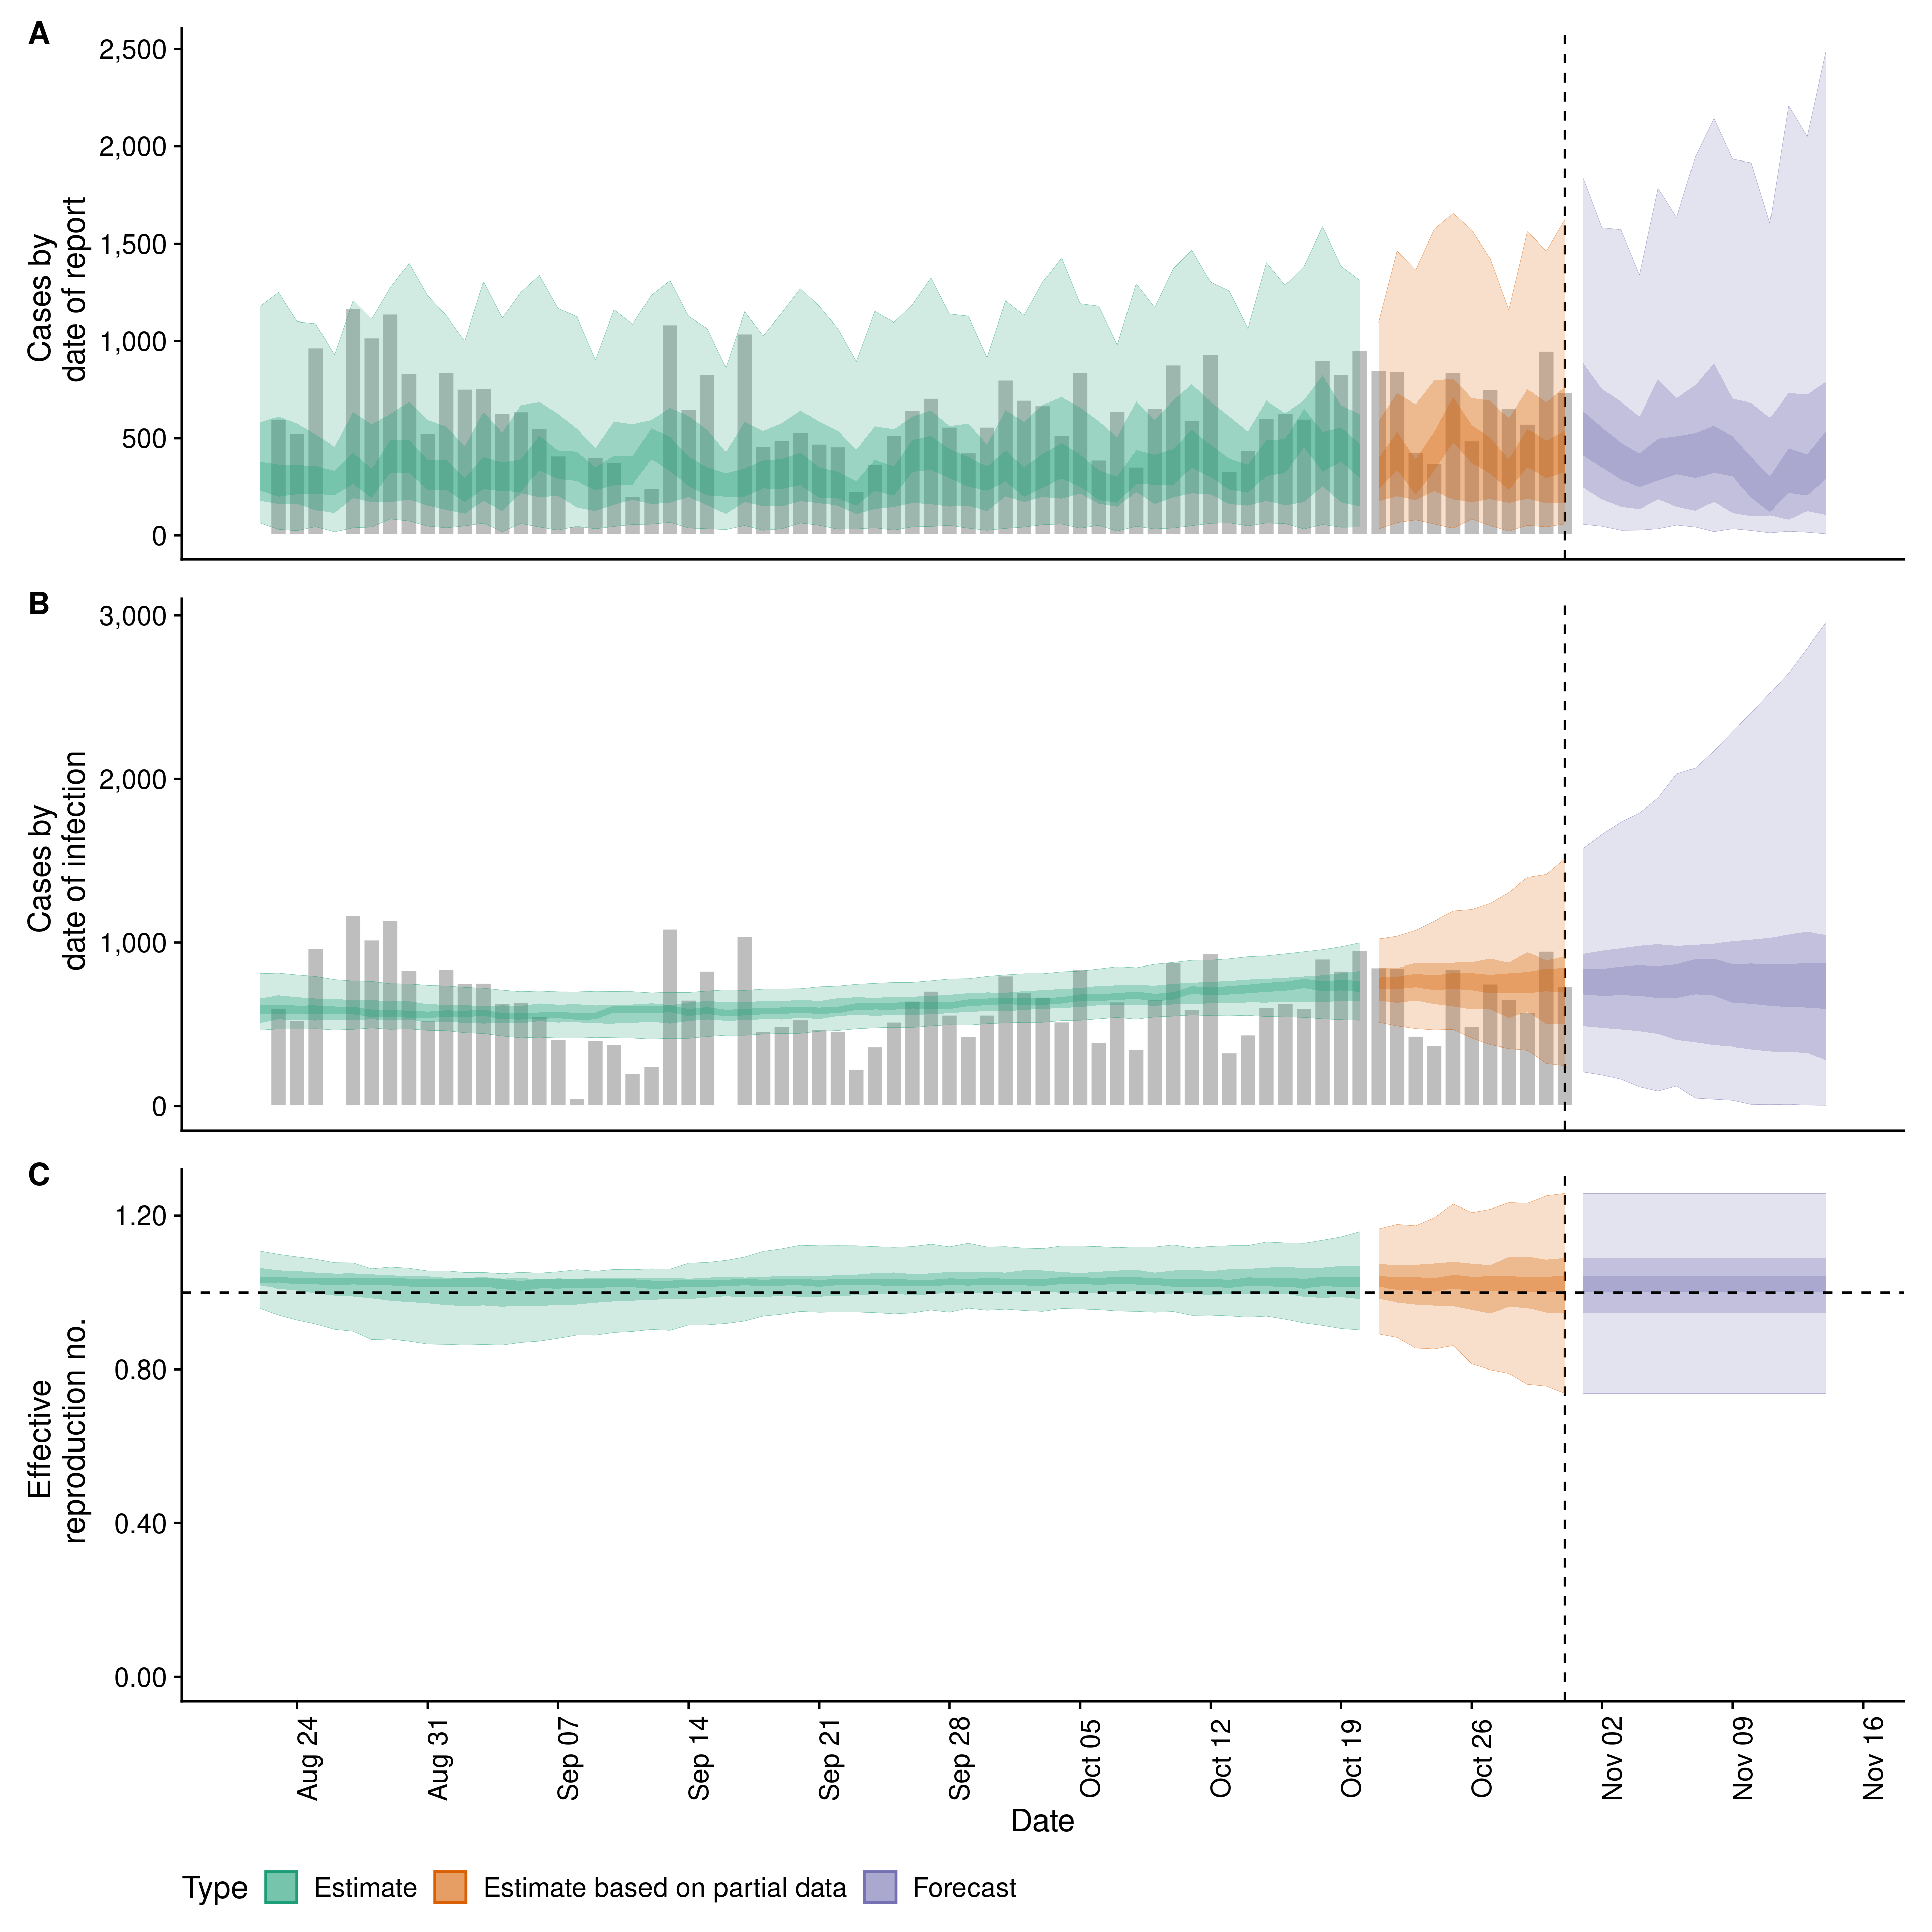 A
2,500
2,000
1,500
1,000
500
0
Cases by
date of report
B
3,000
2,000
1,000
0
Cases by
date of infection
C
1.20
0.80
0.40
0.00
Effective
reproduction no.
Aug 24
Aug 31
Sep 07
Sep 14
Sep 21
Sep 28
Oct 05
Oct 12
Oct 19
Oct 26
Nov 02
Nov 09
Nov 16
Date
Type
Estimate
Estimate based on partial data
Forecast